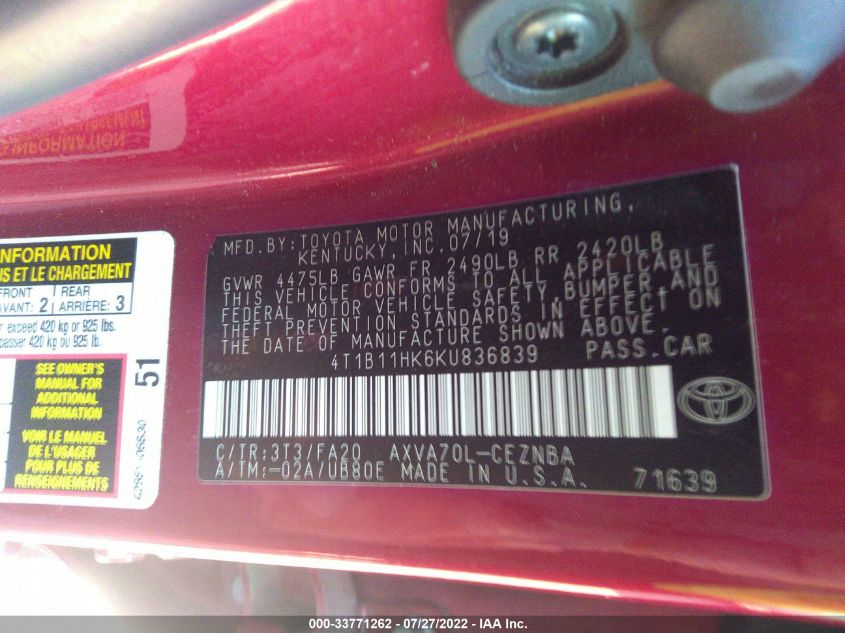 INFORMATION
US ET LE CHARGEMENT
FRONT
AVANT: 2
REAR
ARRIÈRE: 3
exceed 420 kg or 925 lbs.
passer 420 kg ou 925 lb.
SEE OWNER'S
MANUAL FOR
ADDITIONAL
INFORMATION
VOIR LE MANUEL
DE L'USAGER
POUR PLUS DE
RENSEIGNEMENTS
51
MFD. BY: TOYOTA MOTOR MANUFACTURING,
KENTUCKY, INC. 07/19
GVWR 4475LB GAWR FR 2490LB RR 2420LB
THIS VEHICLE CONFORMS TO ALL APPLICABLE
FEDERAL MOTOR VEHICLE SAFETY, BUMPER, AND
THEFT PREVENTION STANDARDS IN EFFECT ON
THE DATE OF MANUFACTURE SHOWN ABOVE.
4T1B11HK6KU836839 PASS. CAR
TOYOTA
C/TR: 3T3/FA20 AXVA70L-CEZNBA
A/TM: -02A/UB80E MADE IN U.S.A. 71639
000-33771262 - 07/27/2022 - IAA Inc.